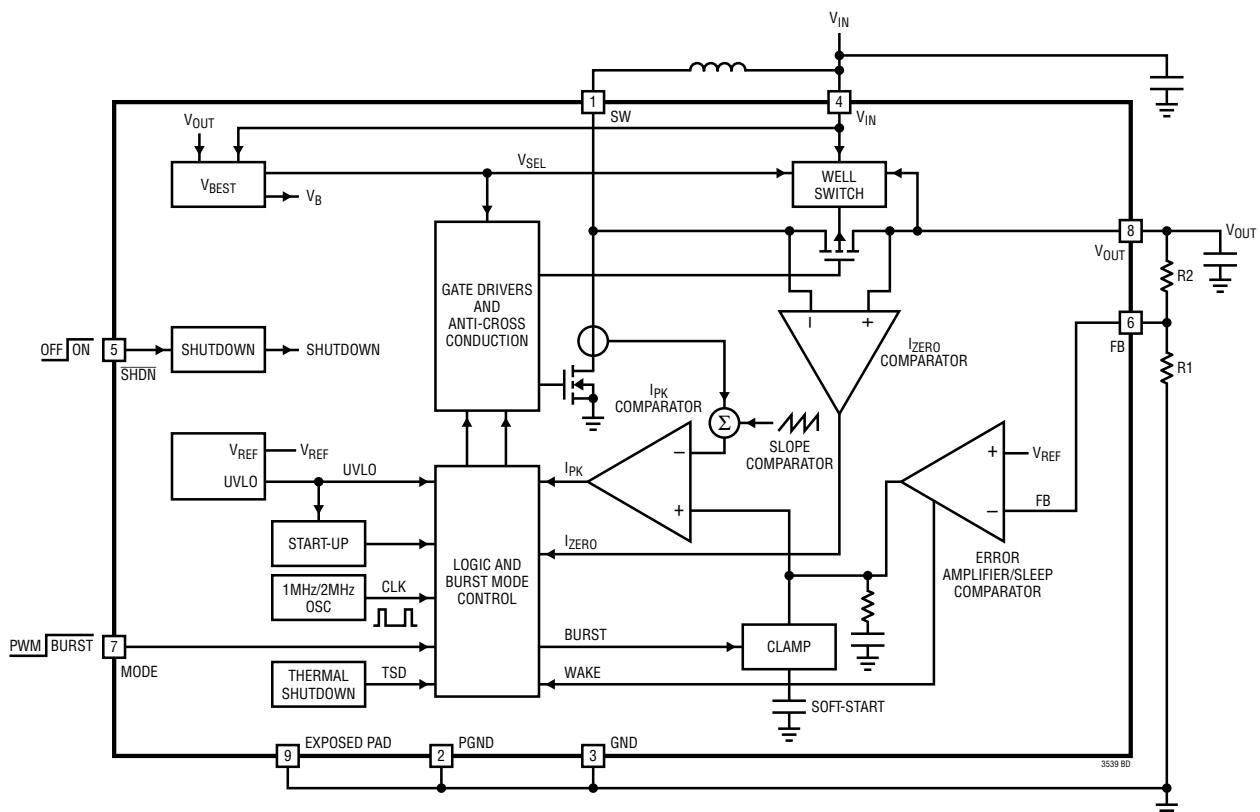 VIN
1
SW
4
VIN
VOUT
VBEST
VB
VSEL
WELL
SWITCH
8
VOUT
VOUT
R2
6
FB
R1
GATE DRIVERS
AND
ANTI-CROSS
CONDUCTION
–
+
IZERO
COMPARATOR
OFF ON
5
SHDN
SHUTDOWN
SHUTDOWN
IPK
COMPARATOR
Σ
SLOPE
COMPARATOR
VREF
VREF
UVLO
UVLO
START-UP
1MHz/2MHz
OSC
CLK
LOGIC AND
BURST MODE
CONTROL
IPK
–
+
IZERO
+
VREF
–
FB
ERROR
AMPLIFIER/SLEEP
COMPARATOR
PWM BURST
7
MODE
THERMAL
SHUTDOWN
TSD
BURST
WAKE
CLAMP
SOFT-START
9
EXPOSED PAD
2
PGND
3
GND
3539 BD